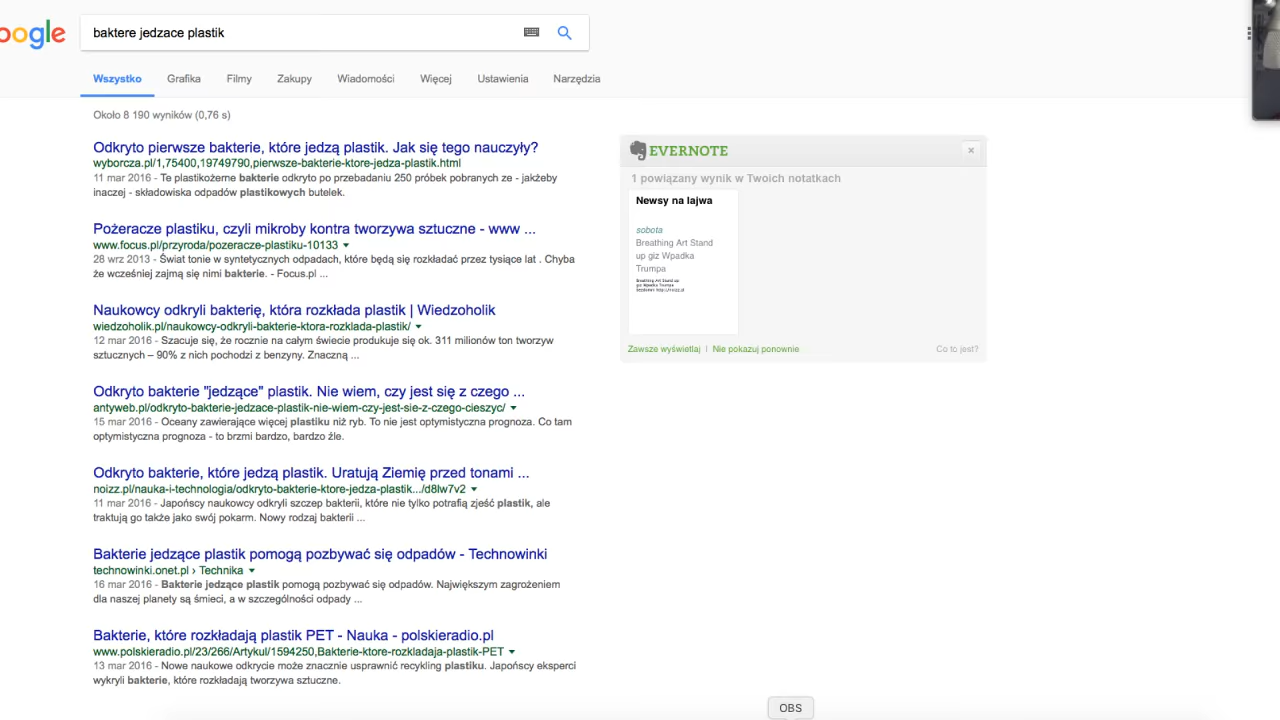 oogle
baktere jedzace plastik
Wszystko Grafika Filmy Zakupy Wiadomości Więcej Ustawienia Narzędzia
Około 8 190 wyników (0,76 s)
Odkryto pierwsze bakterie, które jedzą plastik. Jak się tego nauczyły?
wyborcza.pl/1,75400,19749790,pierwsze-bakterie-ktore-jedza-plastik.html
11 mar 2016 - Te plastikożerne bakterie odkryto po przebadaniu 250 próbek pobranych ze - jakżeby
inaczej - składowiska odpadów plastikowych butelek.
Pożeracze plastiku, czyli mikroby kontra tworzywa sztuczne - www ...
www.focus.pl/przyroda/pozeracze-plastiku-10133
28 wrz 2013 - Świat tonie w syntetycznych odpadach, które będą się rozkładać przez tysiące lat . Chyba
że wcześniej zajmą się nimi bakterie. - Focus.pl ...
Naukowcy odkryli bakterię, która rozkłada plastik | Wiedzoholik
wiedzoholik.pl/naukowcy-odkryli-bakterie-ktora-rozklada-plastik/
12 mar 2016 - Szacuje się, że rocznie na całym świecie produkuje się ok. 311 milionów ton tworzyw
sztucznych – 90% z nich pochodzi z benzyny. Znaczną ...
Odkryto bakterie "jedzące" plastik. Nie wiem, czy jest się z czego ...
antyweb.pl/odkryto-bakterie-jedzace-plastik-nie-wiem-czy-jest-sie-z-czego-cieszyc/
15 mar 2016 - Oceany zawierające więcej plastiku niż ryb. To nie jest optymistyczna prognoza. Co tam
optymistyczna prognoza - to brzmi bardzo, bardzo źle.
Odkryto bakterie, które jedzą plastik. Uratują Ziemię przed tonami ...
noizz.pl/nauka-i-technologia/odkryto-bakterie-ktore-jedza-plastik.../d8lw7v2
11 mar 2016 - Japońscy naukowcy odkryli szczep bakterii, które nie tylko potrafią zjeść plastik, ale
traktują go także jako swój pokarm. Nowy rodzaj bakterii ...
Bakterie jedzące plastik pomogą pozbywać się odpadów - Technowinki
technowinki.onet.pl › Technika
16 mar 2016 - Bakterie jedzące plastik pomogą pozbywać się odpadów. Największym zagrożeniem
dla naszej planety są śmieci, a w szczególności odpady ...
Bakterie, które rozkładają plastik PET - Nauka - polskieradio.pl
www.polskieradio.pl/23/266/Artykul/1594250,Bakterie-ktore-rozkladaja-plastik-PET
13 mar 2016 - Nowe naukowe odkrycie może znacznie usprawnić recykling plastiku. Japońscy eksperci
wykryli bakterie, które rozkładają tworzywa sztuczne.
EVERNOTE
1 powiązany wynik w Twoich notatkach
Newsy na lajwa
sobota
Breathing Art Stand
up giz Wpadka
Trumpa
Breathing Art Stand up
giz Wpadka Trumpa
Zawsze wyświetlaj | Nie pokazuj ponownie Co to jest?
OBS